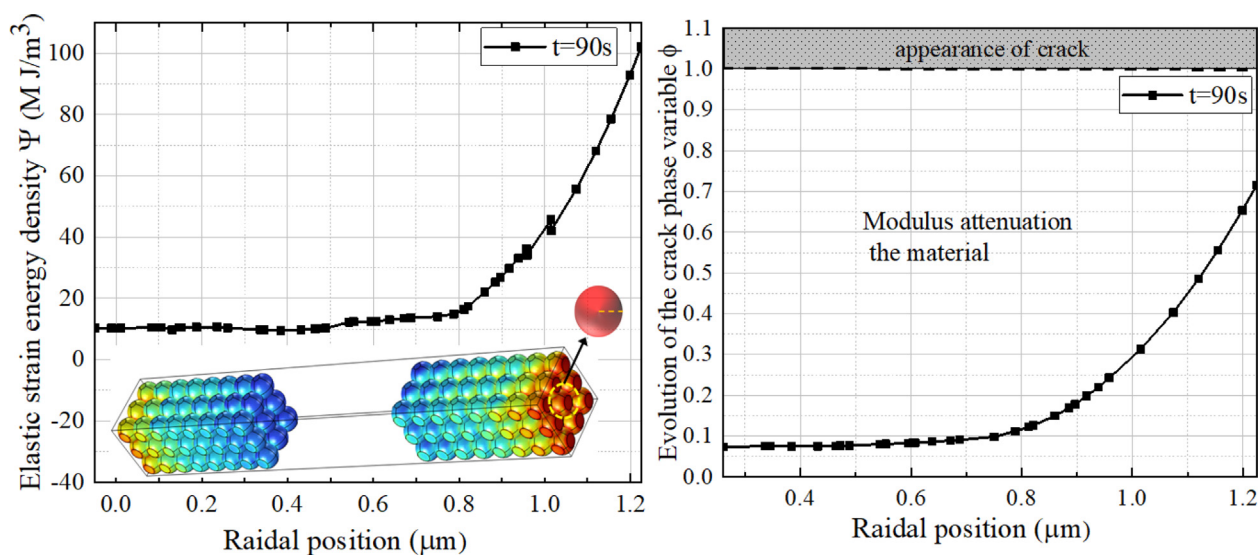 Elastic strain energy density Ψ (M J/m³)
100
80
60
40
20
0
-20
-40
t=90s
0.0 0.2 0.4 0.6 0.8 1.0 1.2
Raidal position (μm)
Evolution of the crack phase variable ϕ
1.1
1.0
0.9
0.8
0.7
0.6
0.5
0.4
0.3
0.2
0.1
0.0
appearance of crack
t=90s
Modulus attenuation
the material
0.4 0.6 0.8 1.0 1.2
Raidal position (μm)